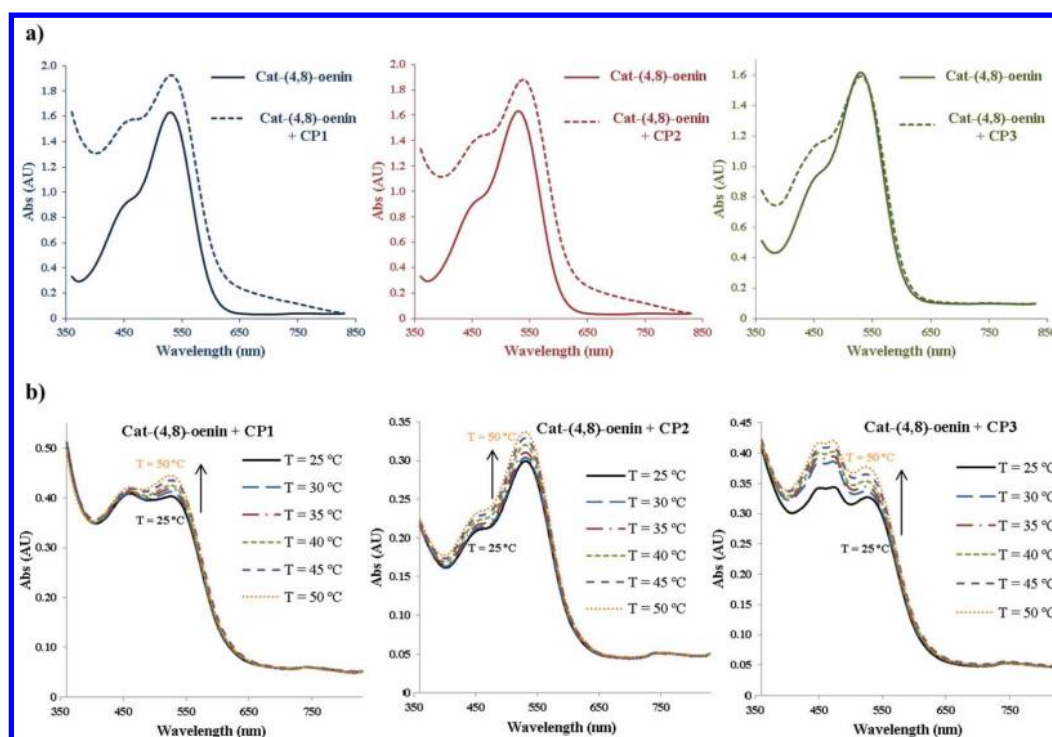 a)
2.0
1.8
1.6
1.4
1.2
1.0
0.8
0.6
0.4
0.2
0
Abs (AU)
350 450 550 650 750 850
Wavelength (nm)
Cat-(4,8)-oenin
Cat-(4,8)-oenin
+ CP1
2.0
1.8
1.6
1.4
1.2
1.0
0.8
0.6
0.4
0.2
0
Abs (AU)
350 450 550 650 750 850
Wavelength (nm)
Cat-(4,8)-oenin
Cat-(4,8)-oenin
+ CP2
1.6
1.4
1.2
1.0
0.8
0.6
0.4
0.2
0
Abs (AU)
350 450 550 650 750 850
Wavelength (nm)
Cat-(4,8)-oenin
Cat-(4,8)-oenin
+ CP3
b)
Cat-(4,8)-oenin + CP1
0.50
0.40
0.30
0.20
0.10
0
Abs (AU)
350 450 550 650 750
Wavelength (nm)
T = 50 °C
T = 25 °C
T = 25 °C
T = 30 °C
T = 35 °C
T = 40 °C
T = 45 °C
T = 50 °C
Cat-(4,8)-oenin + CP2
0.35
0.30
0.25
0.20
0.15
0.10
0.05
0
Abs (AU)
350 450 550 650 750
Wavelength (nm)
T = 50 °C
T = 25 °C
T = 25 °C
T = 30 °C
T = 35 °C
T = 40 °C
T = 45 °C
T = 50 °C
Cat-(4,8)-oenin + CP3
0.45
0.40
0.35
0.30
0.25
0.20
0.15
0.10
0.05
0
Abs (AU)
350 450 550 650 750
Wavelength (nm)
T = 50 °C
T = 25 °C
T = 25 °C
T = 30 °C
T = 35 °C
T = 40 °C
T = 45 °C
T = 50 °C